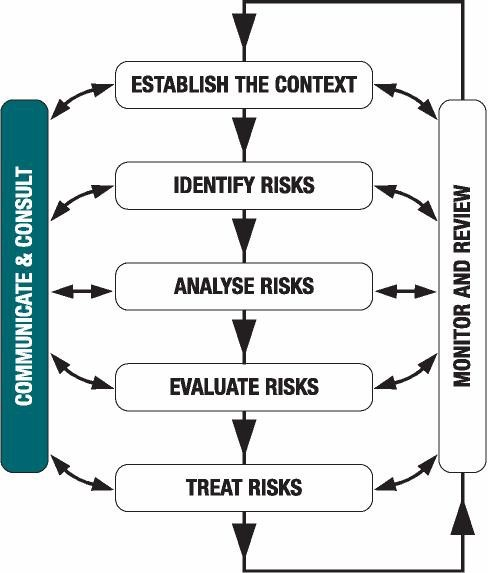 ESTABLISH THE CONTEXT
IDENTIFY RISKS
ANALYSE RISKS
EVALUATE RISKS
TREAT RISKS
COMMUNICATE & CONSULT
MONITOR AND REVIEW